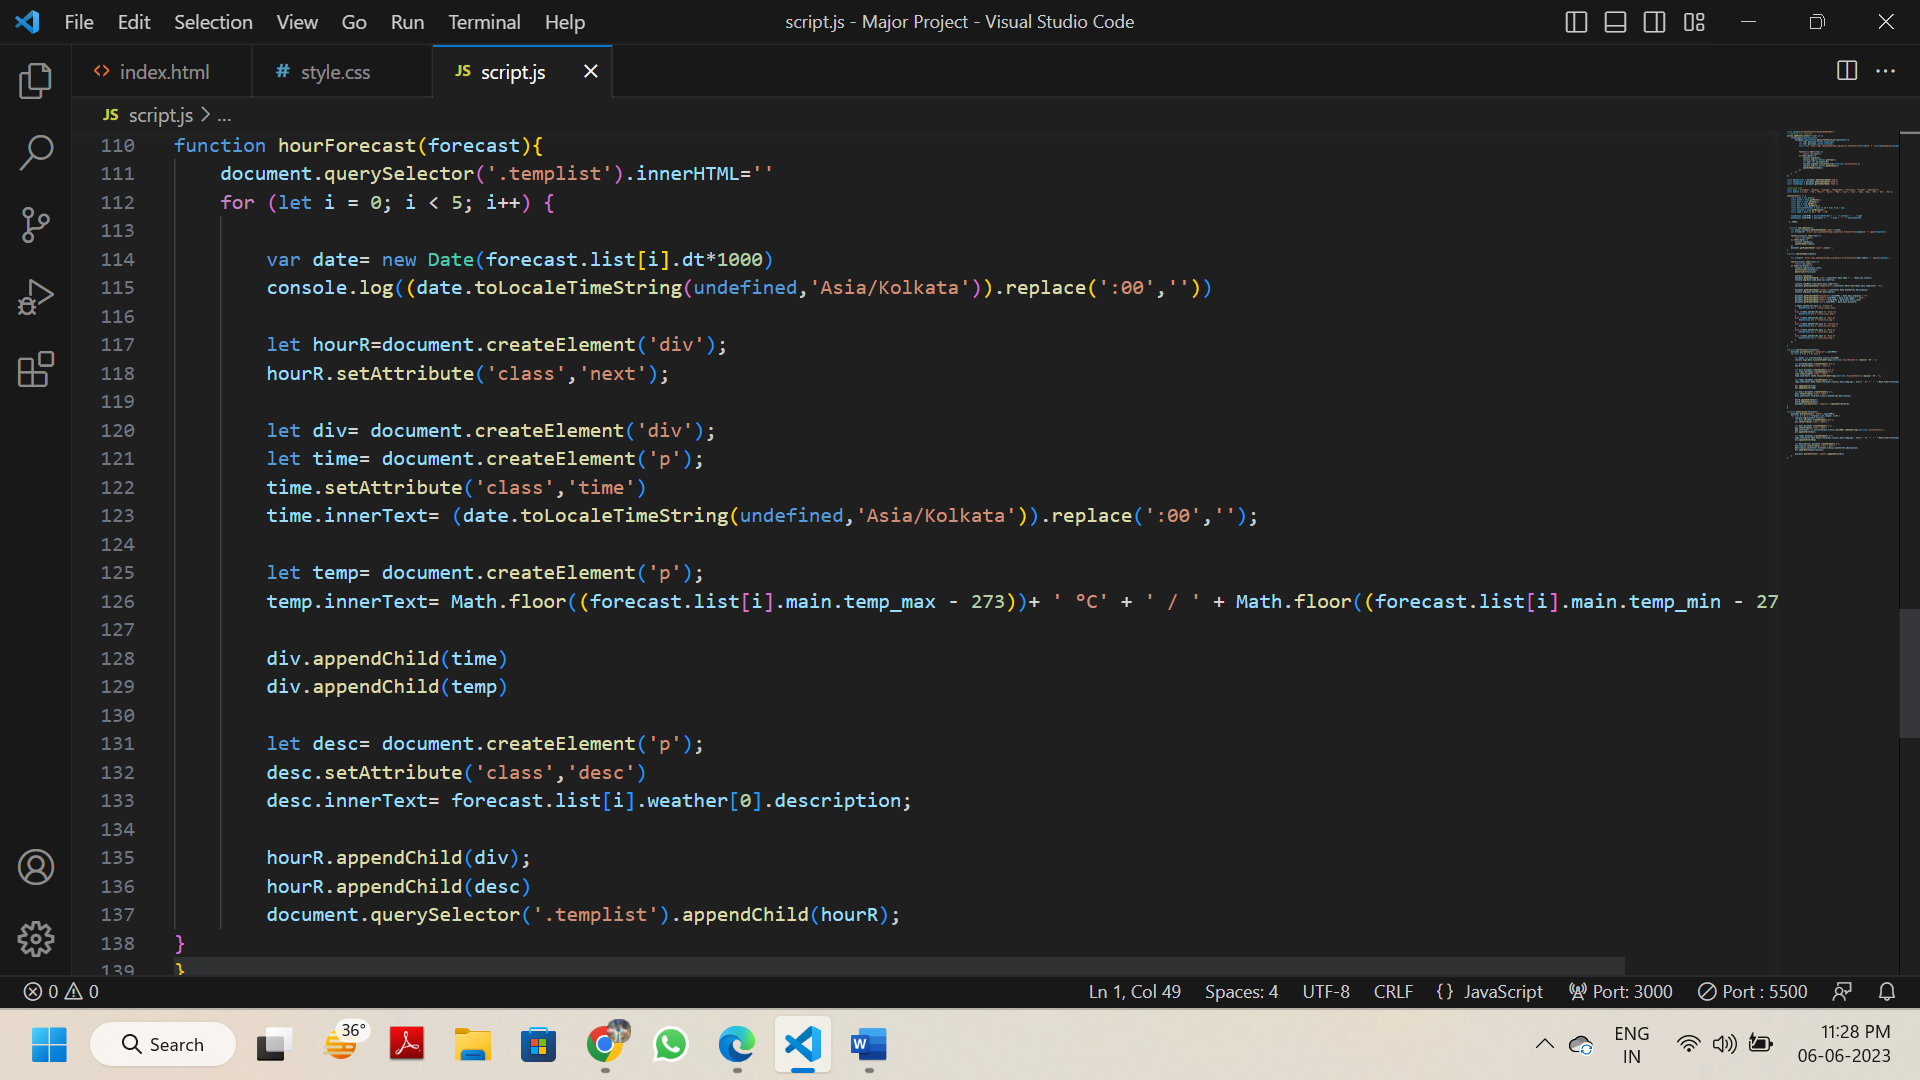 File Edit Selection View Go Run Terminal Help script.js - Major Project - Visual Studio Code
index.html # style.css JS script.js
JS script.js > ...
110 function hourForecast(forecast){
111 document.querySelector('.templist').innerHTML=''
112 for (let i = 0; i < 5; i++) {
113
114 var date= new Date(forecast.list[i].dt*1000)
115 console.log((date.toLocaleTimeString(undefined,'Asia/Kolkata')).replace(':00',''))
116
117 let hourR=document.createElement('div');
118 hourR.setAttribute('class','next');
119
120 let div= document.createElement('div');
121 let time= document.createElement('p');
122 time.setAttribute('class','time')
123 time.innerText= (date.toLocaleTimeString(undefined,'Asia/Kolkata')).replace(':00','');
124
125 let temp= document.createElement('p');
126 temp.innerText= Math.floor((forecast.list[i].main.temp_max - 273))+ ' °C' + ' / ' + Math.floor((forecast.list[i].main.temp_min - 27
127
128 div.appendChild(time)
129 div.appendChild(temp)
130
131 let desc= document.createElement('p');
132 desc.setAttribute('class','desc')
133 desc.innerText= forecast.list[i].weather[0].description;
134
135 hourR.appendChild(div);
136 hourR.appendChild(desc)
137 document.querySelector('.templist').appendChild(hourR);
138 }
139 }
0 0 Ln 1, Col 49 Spaces: 4 UTF-8 CRLF {} JavaScript Port: 3000 Port : 5500
Search 36° W ENG IN 11:28 PM
06-06-2023